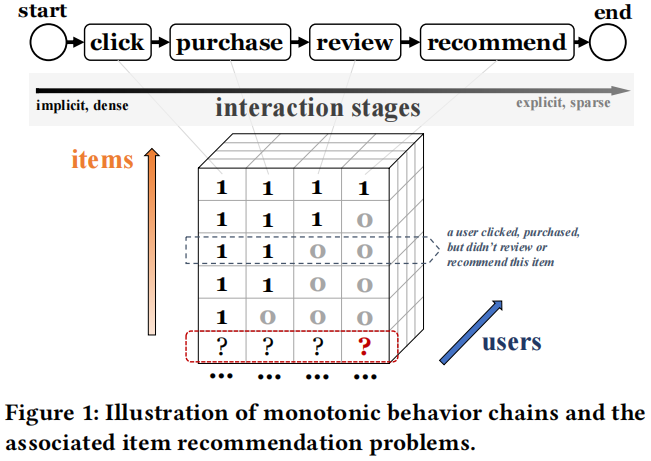 start
end
click
purchase
review
recommend
implicit, dense
interaction stages
explicit, sparse
items
1 1 1 1
1 1 1 0
1 1 0 0
a user clicked, purchased,
but didn't review or
recommend this item
1 1 0 0
1 0 0 0
? ? ? ?
... ... ... ...
users
Figure 1: Illustration of monotonic behavior chains and the
associated item recommendation problems.